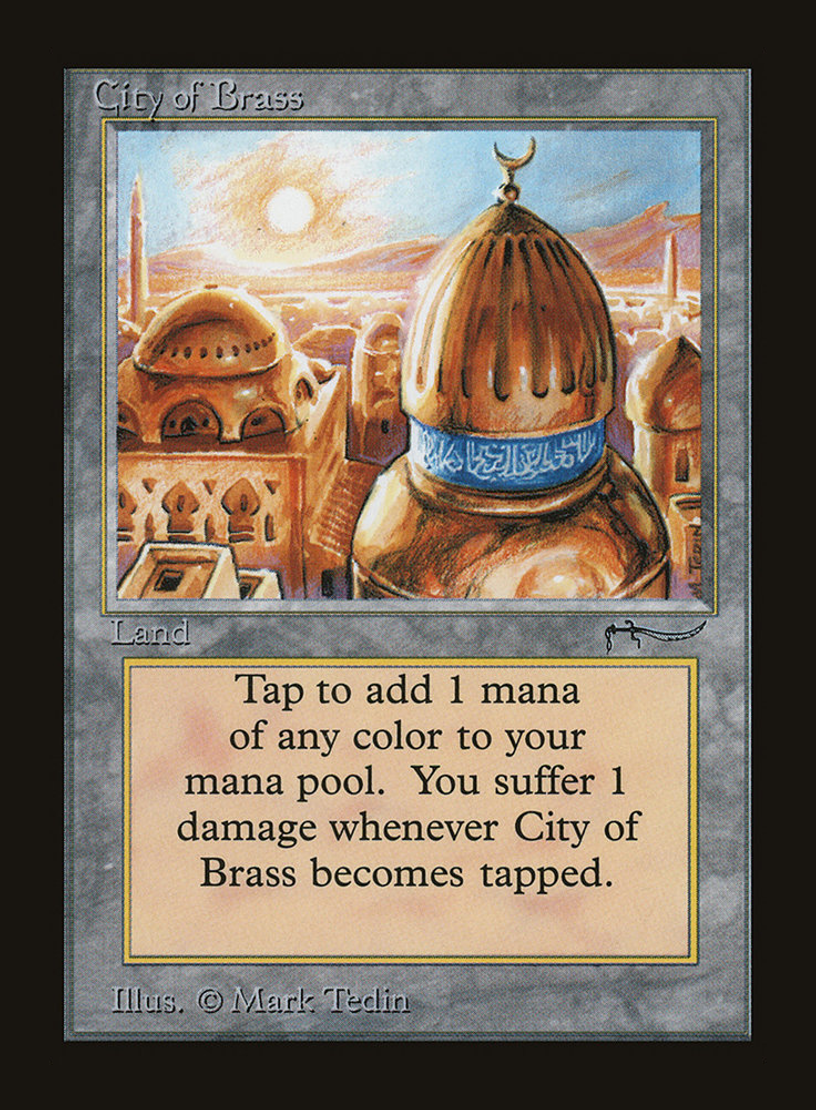 City of Brass
M TEDIN
Land
Tap to add 1 mana
of any color to your
mana pool.  You suffer 1
damage whenever City of
Brass becomes tapped.
Illus. © Mark Tedin